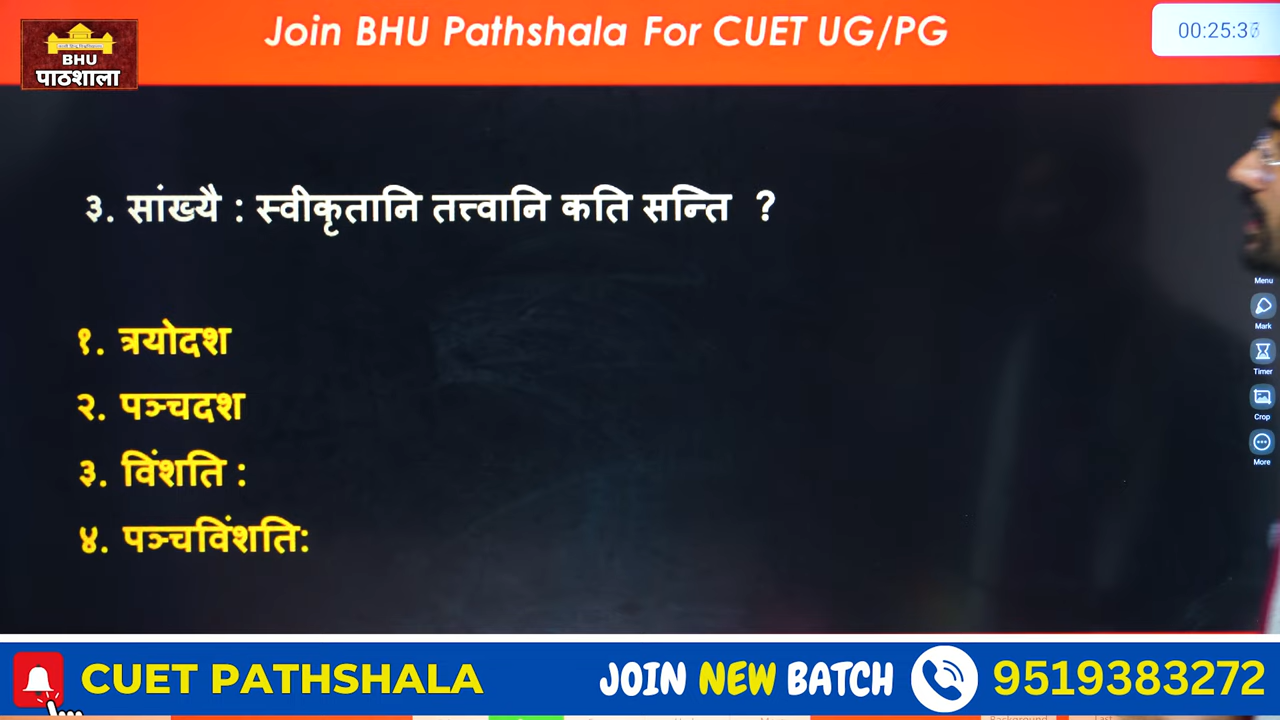 Join BHU Pathshala For CUET UG/PG
00:25:3
BHU
पाठशाला
३. सांख्यै : स्वीकृतानि तत्त्वानि कति सन्ति ?
१. त्रयोदश
२. पञ्चदश
३. विंशति :
४. पञ्चविंशति:
Menu
Mark
Timer
Crop
More
CUET PATHSHALA
JOIN NEW BATCH
9519383272